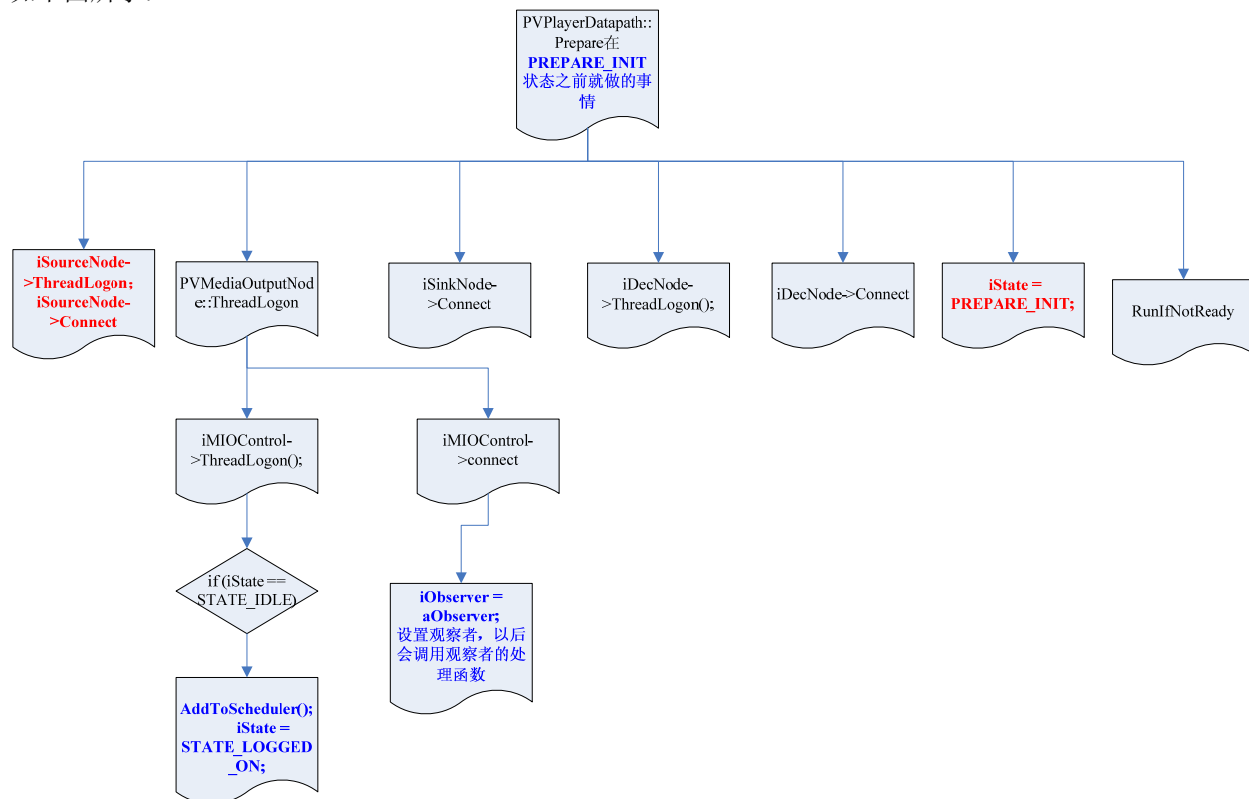 PVPlayerDatapath::
Prepare在
PREPARE_INIT
状态之前就做的事
情
iSourceNode-
>ThreadLogon；
iSourceNode-
>Connect
PVMediaOutputNod
e::ThreadLogon
iSinkNode-
>Connect
iDecNode-
>ThreadLogon();
iDecNode->Connect
iState =
PREPARE_INIT;
RunIfNotReady
iMIOControl-
>ThreadLogon();
iMIOControl-
>connect
if (iState ==
STATE_IDLE)
iObserver =
aObserver;
设置观察者，以后
会调用观察者的处
理函数
AddToScheduler();
iState =
STATE_LOGGED
_ON;